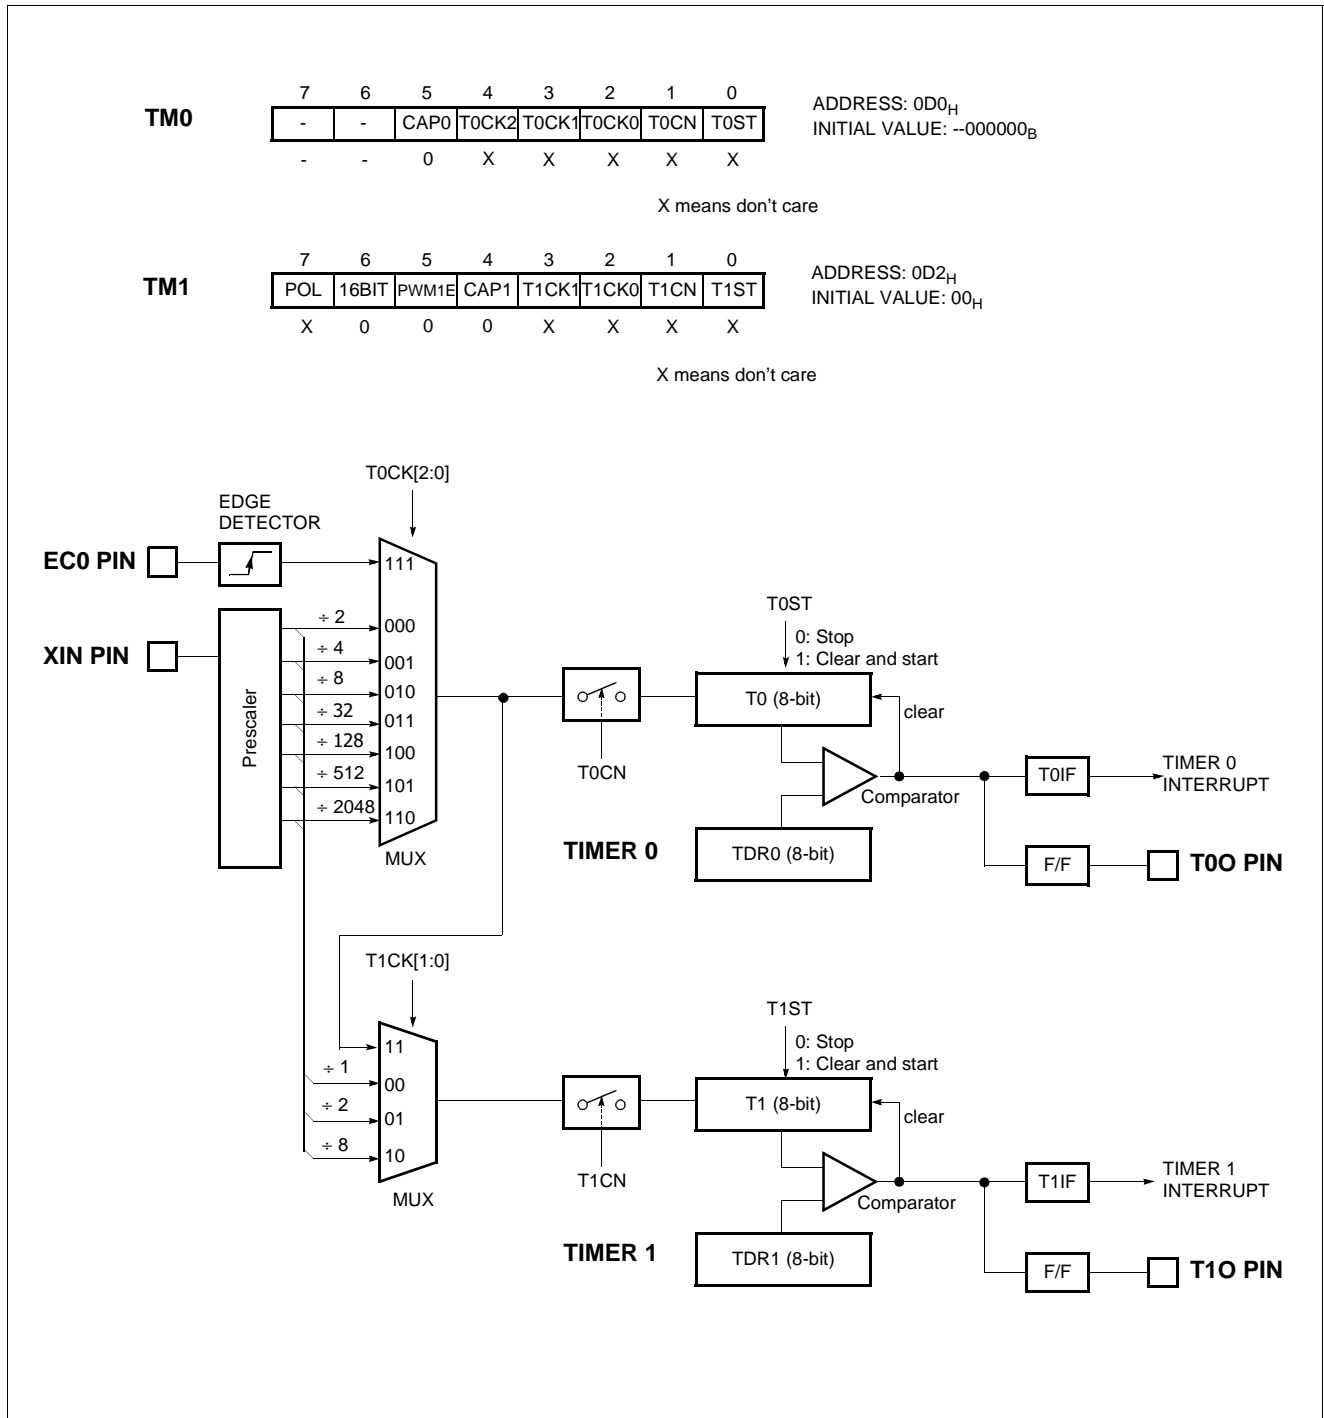 7 6 5 4 3 2 1 0
TM0 - - CAP0 T0CK2 T0CK1 T0CK0 T0CN T0ST
ADDRESS: 0D0H
INITIAL VALUE: --000000B
- - 0 X X X X X
X means don't care
7 6 5 4 3 2 1 0
TM1 POL 16BIT PWM1E CAP1 T1CK1 T1CK0 T1CN T1ST
ADDRESS: 0D2H
INITIAL VALUE: 00H
X 0 0 0 X X X X
X means don't care
T0CK[2:0]
EDGE
DETECTOR
EC0 PIN
111
XIN PIN
Prescaler
÷ 2 000
÷ 4 001
÷ 8 010
÷ 32 011
÷ 128 100
÷ 512 101
÷ 2048 110
MUX
T0CN
TIMER 0
T0ST
0: Stop
1: Clear and start
T0 (8-bit)
clear
Comparator
TDR0 (8-bit)
T0IF
TIMER 0
INTERRUPT
F/F
T0O PIN
T1CK[1:0]
11
÷ 1 00
÷ 2 01
÷ 8 10
MUX
T1CN
TIMER 1
T1ST
0: Stop
1: Clear and start
T1 (8-bit)
clear
Comparator
TDR1 (8-bit)
T1IF
TIMER 1
INTERRUPT
F/F
T1O PIN